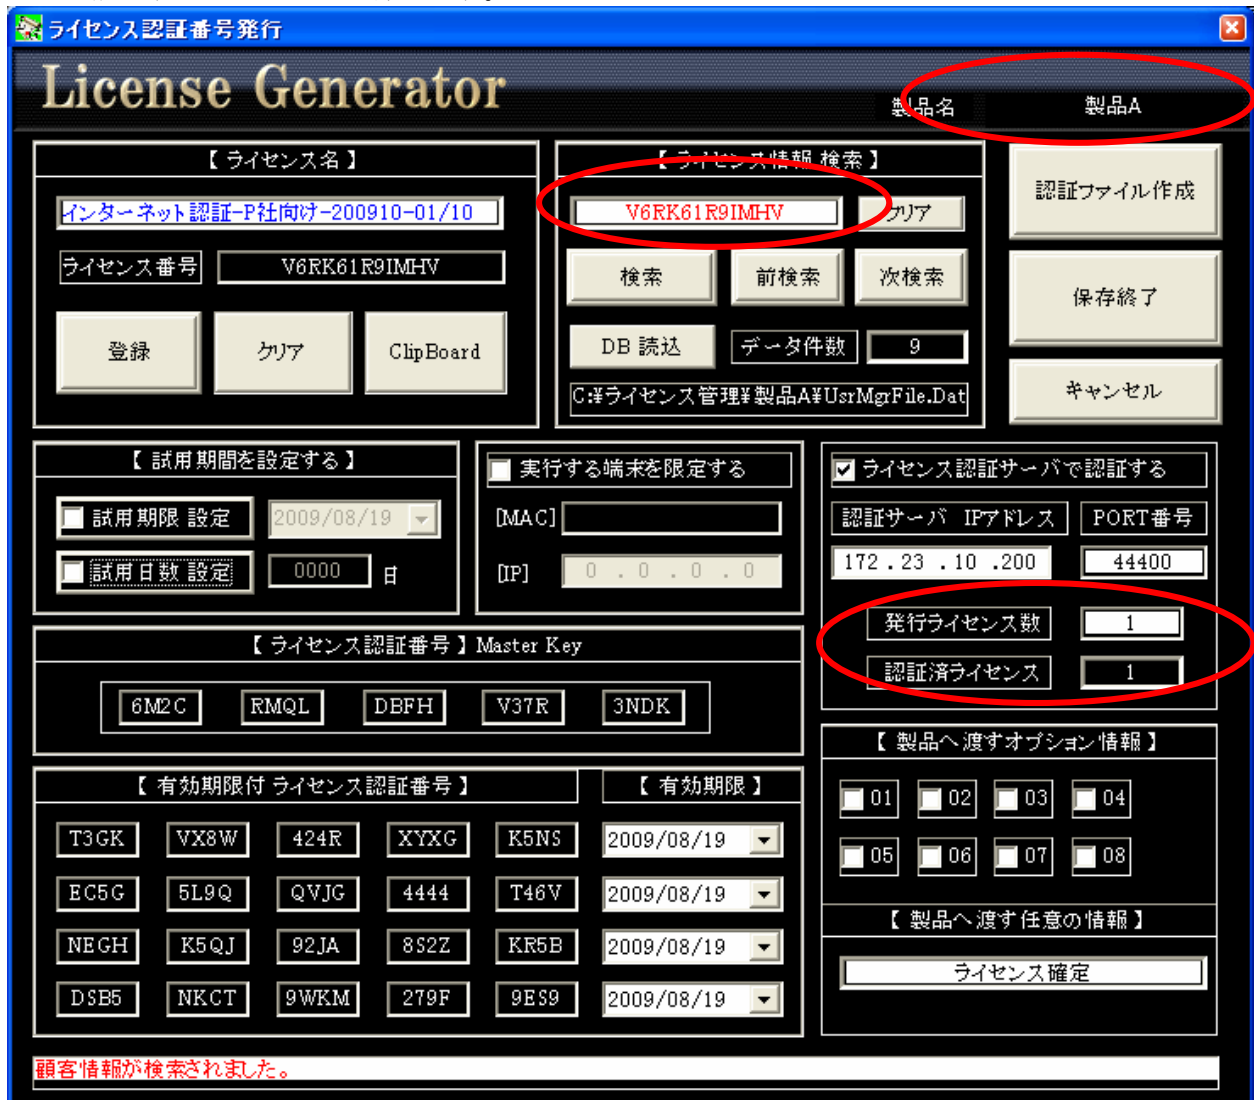 ライセンス認証番号発行
License Generator
製品名 製品A
【 ライセンス名 】
インターネット認証-P社向け-200910-01/10
ライセンス番号 V6RK61R9IMHV
登録 クリア ClipBoard
【 ライセンス情報 検索 】
V6RK61R9IMHV クリア
検索 前検索 次検索
DB 読込 データ件数 9
C:¥ライセンス管理¥製品A¥UsrMgrFile.Dat
認証ファイル作成
保存終了
キャンセル
【 試用期間を設定する 】
試用期限 設定 2009/08/19
試用日数 設定 0000 日
実行する端末を限定する
[MAC]
[IP] 0 . 0 . 0 . 0
ライセンス認証サーバで認証する
認証サーバ IPアドレス PORT番号
172 . 23 . 10 . 200 44400
発行ライセンス数 1
認証済ライセンス 1
【 ライセンス認証番号 】Master Key
6M2C RMQL DBFH V37R 3NDK
【 有効期限付 ライセンス認証番号 】 【 有効期限 】
T3GK VX8W 424R XYXG K5NS 2009/08/19
EC5G 5L9Q QVJG 4444 T46V 2009/08/19
NEGH K5QJ 92JA 8S2Z KR5B 2009/08/19
DSB5 NKCT 9WKM 279F 9ES9 2009/08/19
【 製品へ渡すオプション情報 】
01 02 03 04
05 06 07 08
【 製品へ渡す任意の情報 】
ライセンス確定
顧客情報が検索されました。